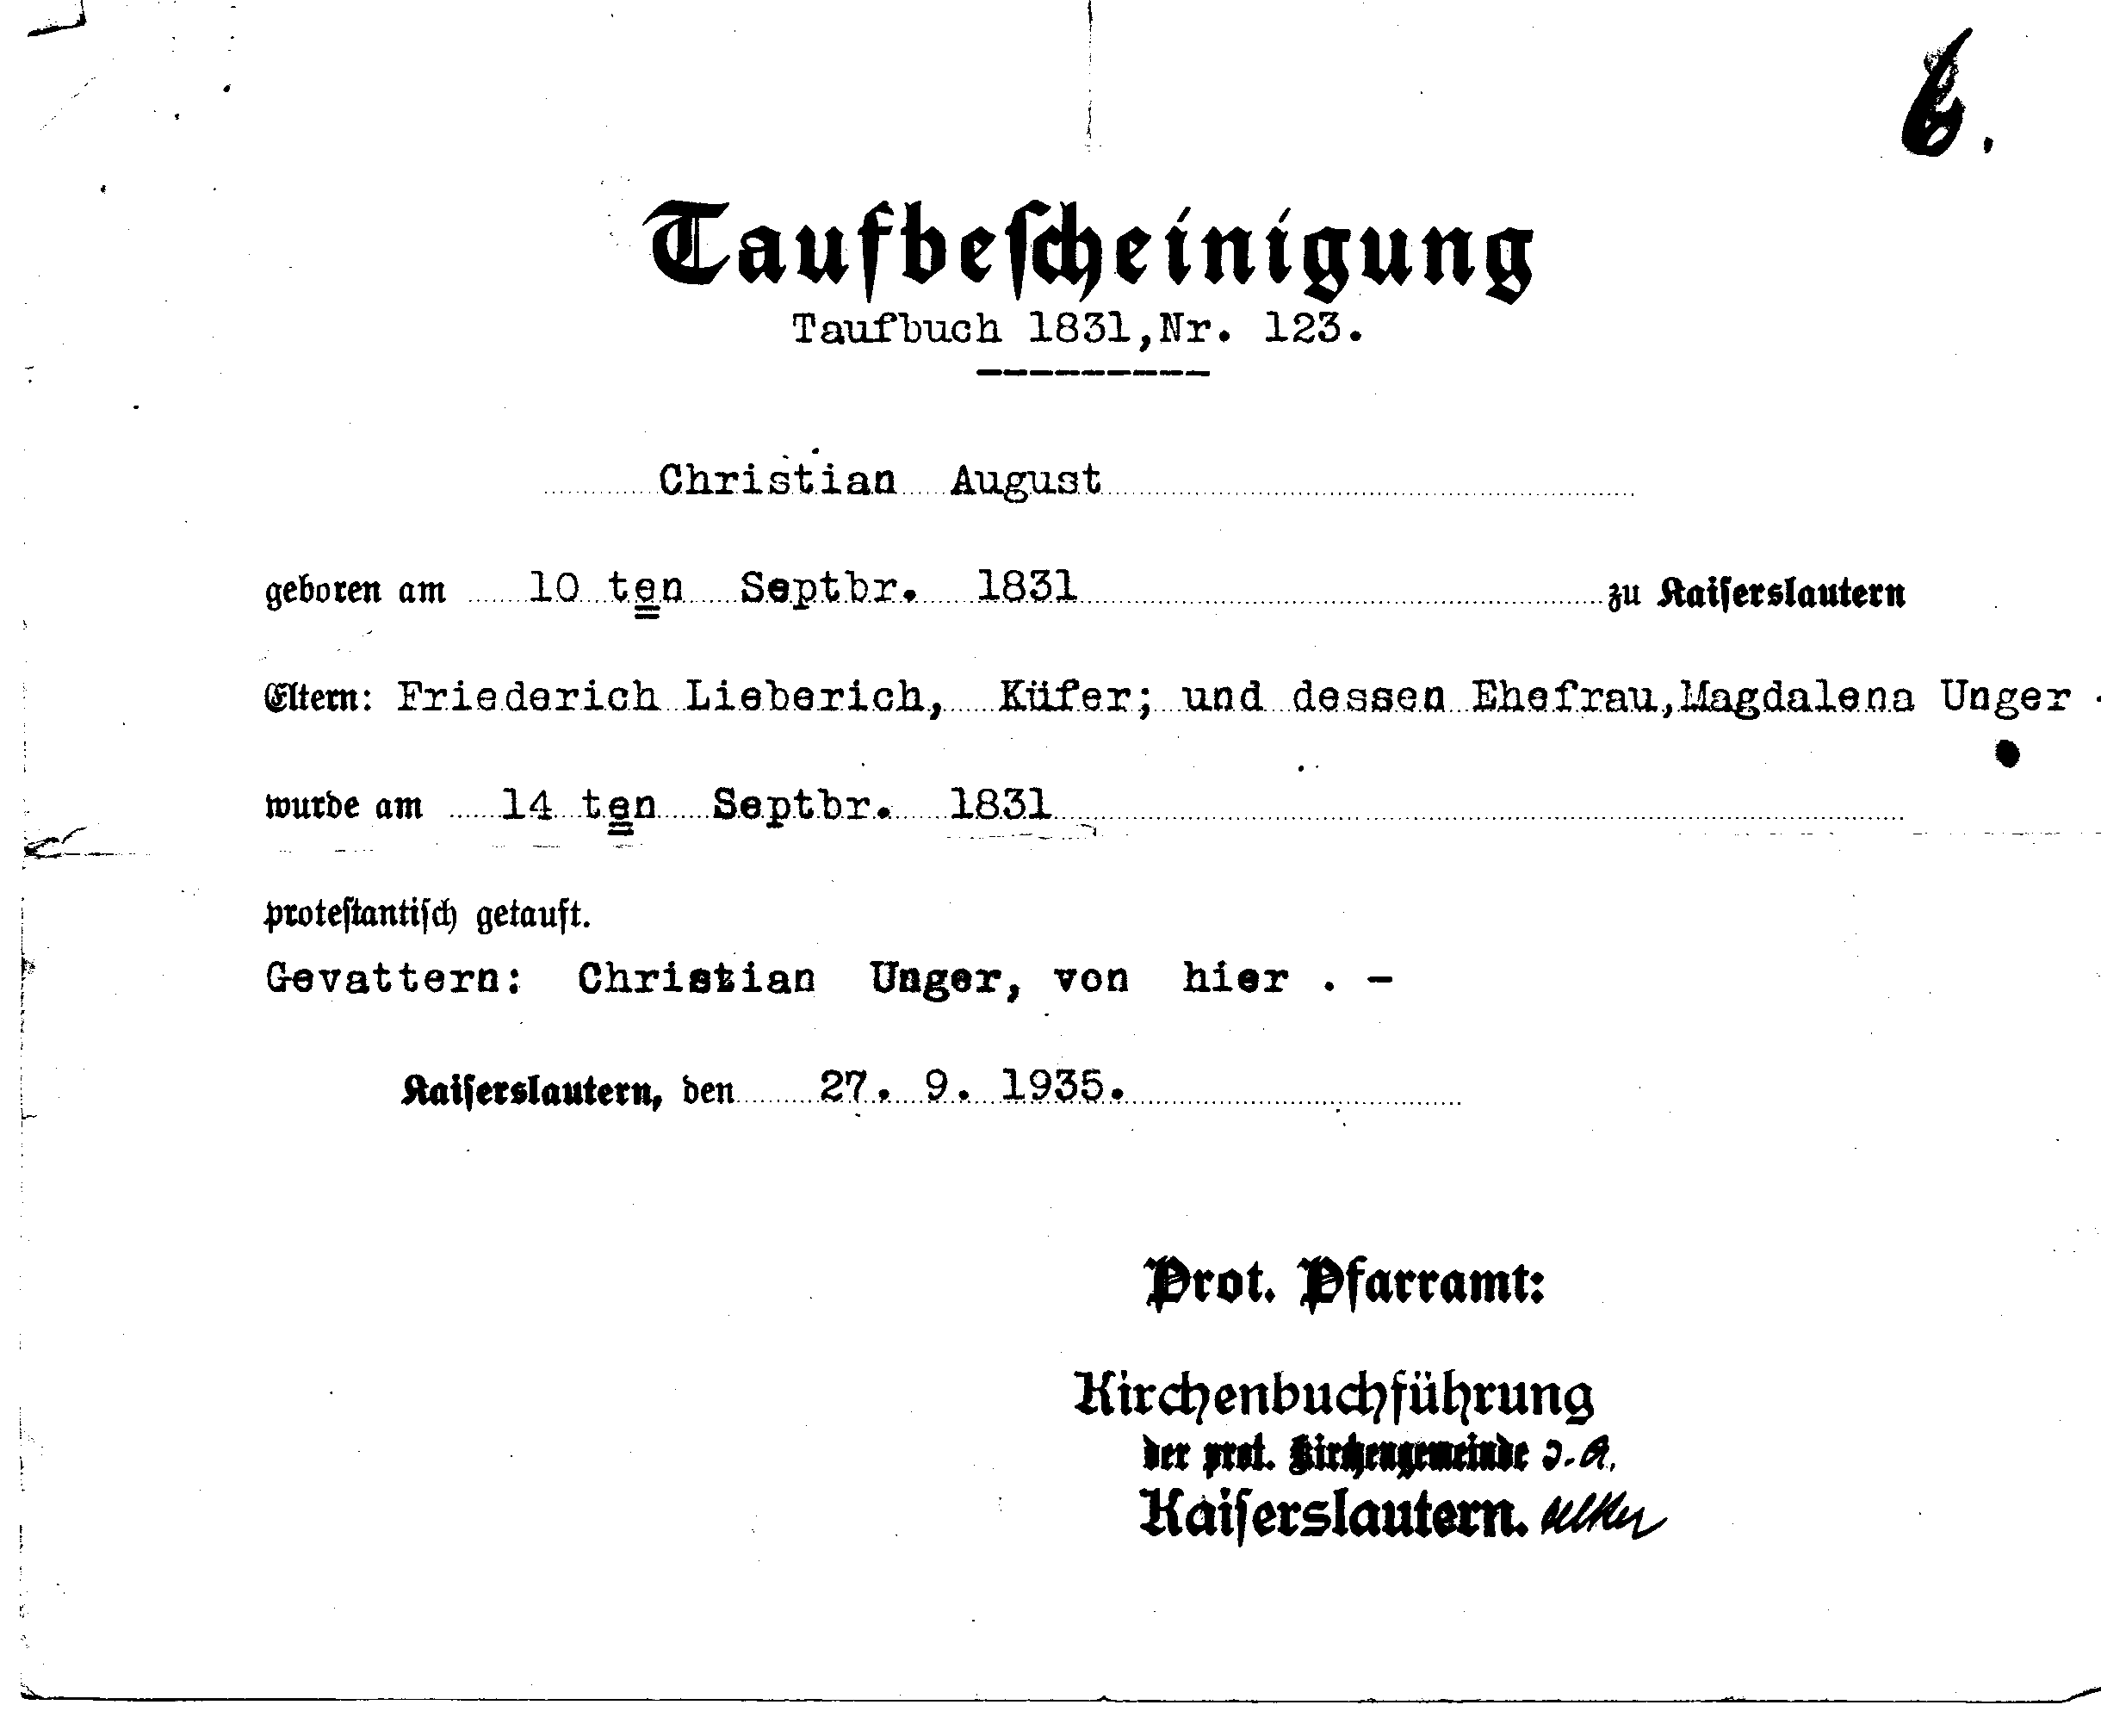 6.
Taufbeſcheinigung
Taufbuch 1831,Nr. 123.
Christian August
geboren am 10 ten Septbr. 1831 zu Kaiſerslautern
Eltern: Friederich Lieberich, Küfer; und dessen Ehefrau,Magdalena Unger .
wurde am 14 ten Septbr. 1831
proteſtantiſch getauft.
Gevattern: Christian Unger, von hier . -
Kaiſerslautern, den 27. 9. 1935.
Prot. Pfarramt:
Kirchenbuchführung
der prot. Kirchengemeinde J.A.
Kaiſerslautern.